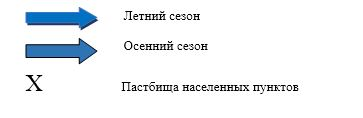 Летний сезон
Осенний сезон
X Пастбища населенных пунктов